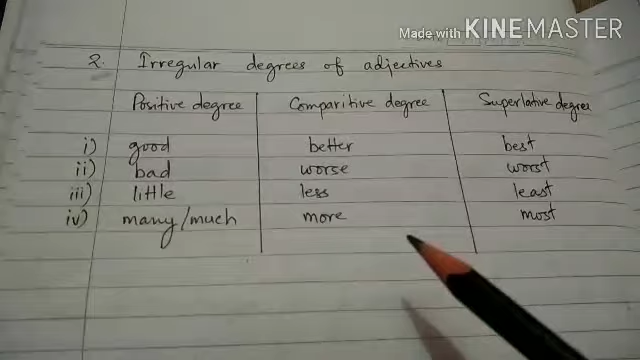 Made with KINEMASTER
2. Irregular degrees of adjectives
Positive degree Comparitive degree Superlative degree
i) good better best
ii) bad worse worst
iii) little less least
iv) many/much more most